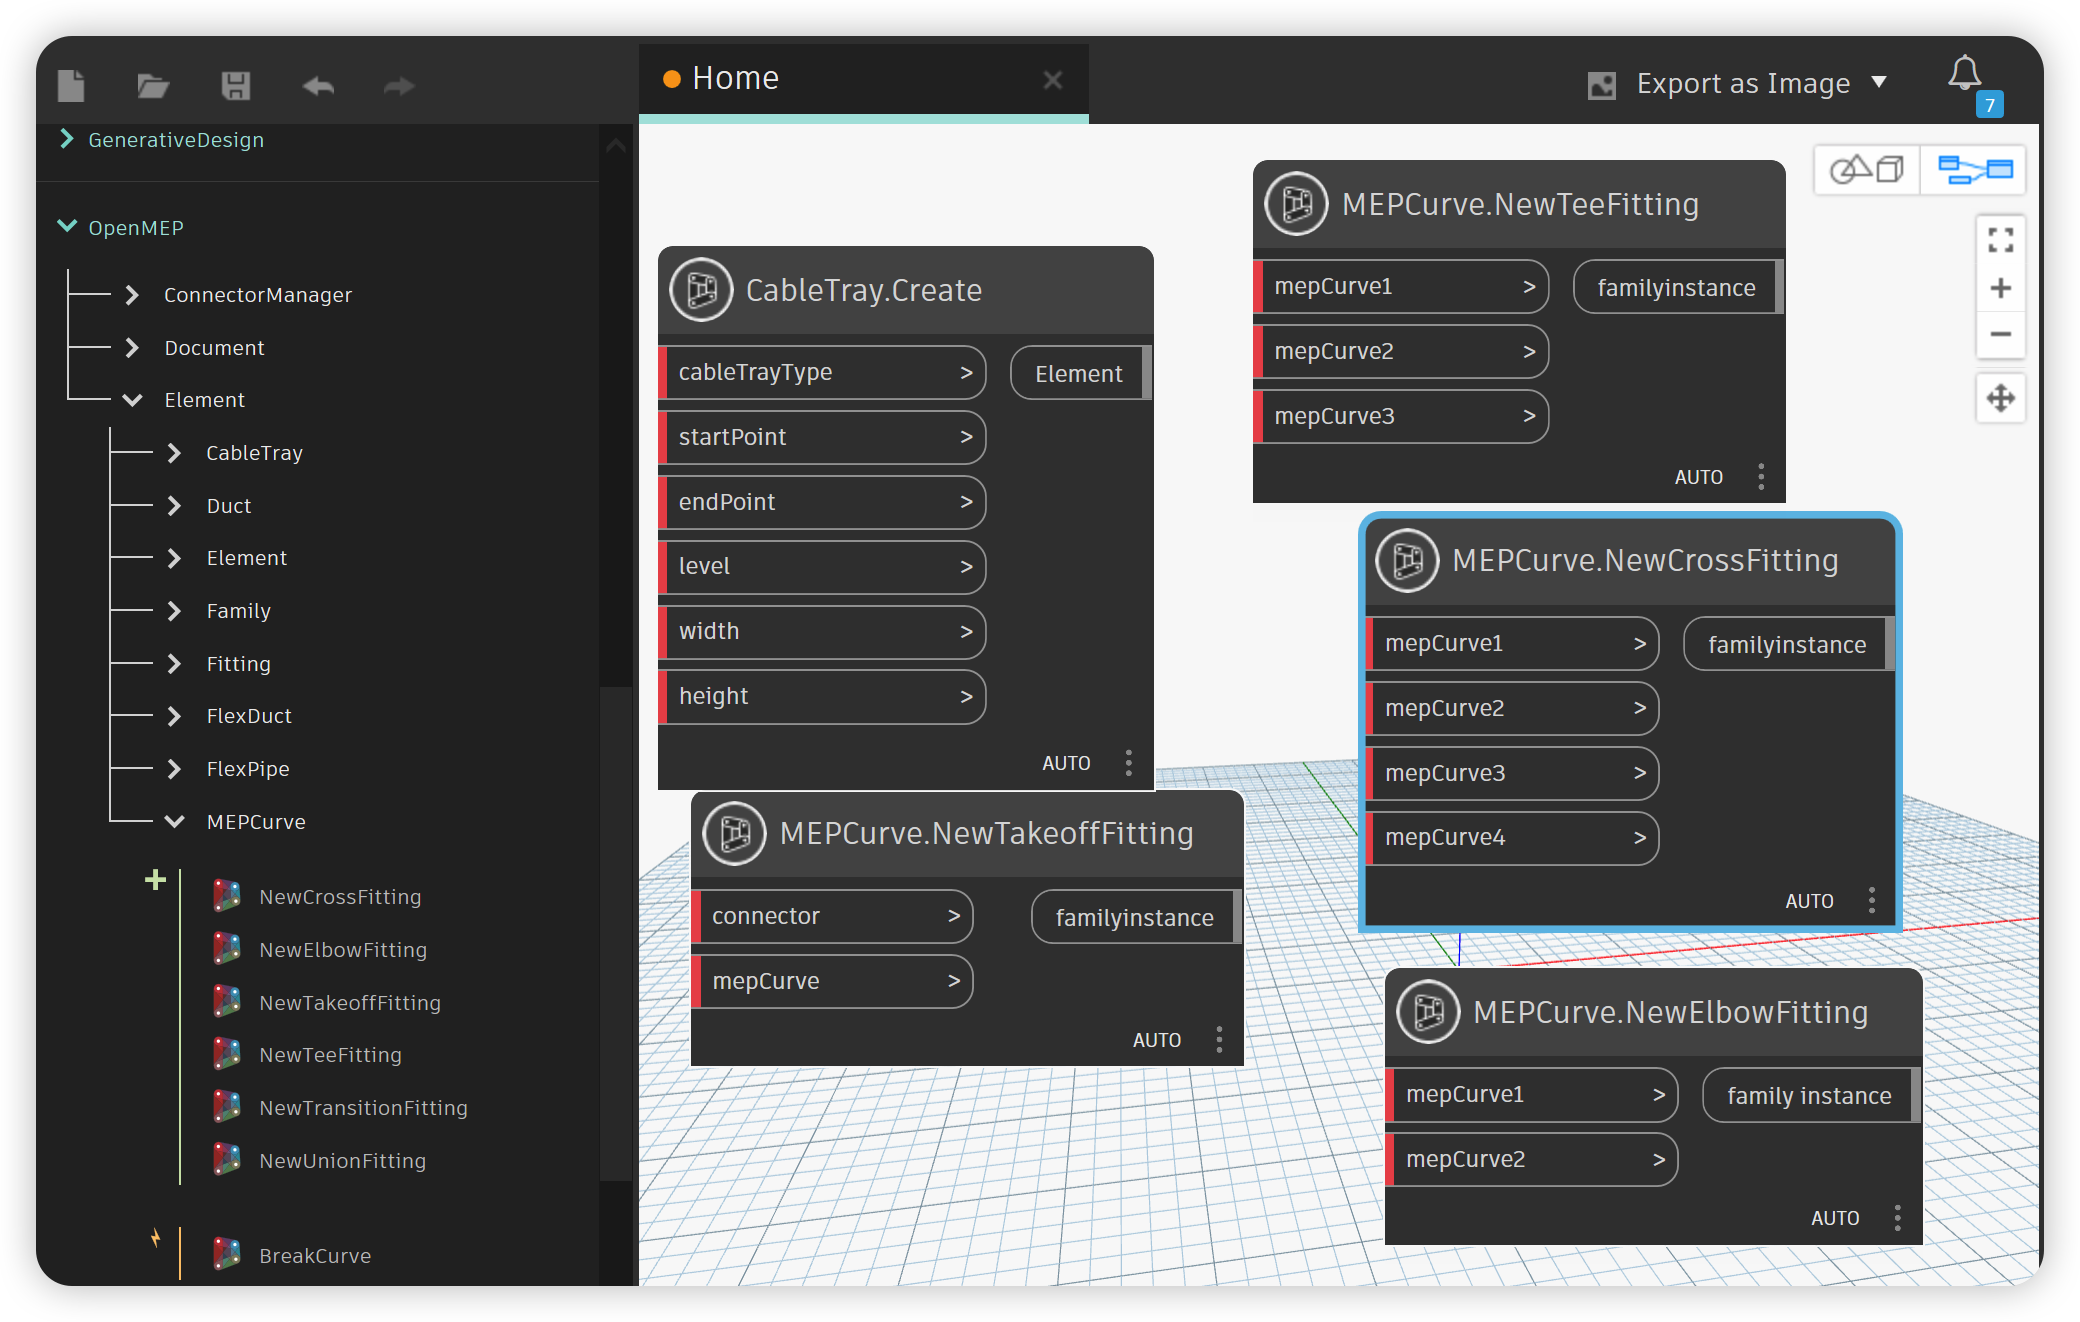 Home
Export as Image
7
GenerativeDesign
OpenMEP
ConnectorManager
Document
Element
CableTray
Duct
Element
Family
Fitting
FlexDuct
FlexPipe
MEPCurve
NewCrossFitting
NewElbowFitting
NewTakeoffFitting
NewTeeFitting
NewTransitionFitting
NewUnionFitting
BreakCurve
CableTray.Create
cableTrayType >
Element
startPoint >
endPoint >
level >
width >
height >
AUTO
MEPCurve.NewTeeFitting
mepCurve1 >
familyinstance
mepCurve2 >
mepCurve3 >
AUTO
MEPCurve.NewCrossFitting
mepCurve1 >
familyinstance
mepCurve2 >
mepCurve3 >
mepCurve4 >
AUTO
MEPCurve.NewTakeoffFitting
connector >
familyinstance
mepCurve >
AUTO
MEPCurve.NewElbowFitting
mepCurve1 >
family instance
mepCurve2 >
AUTO